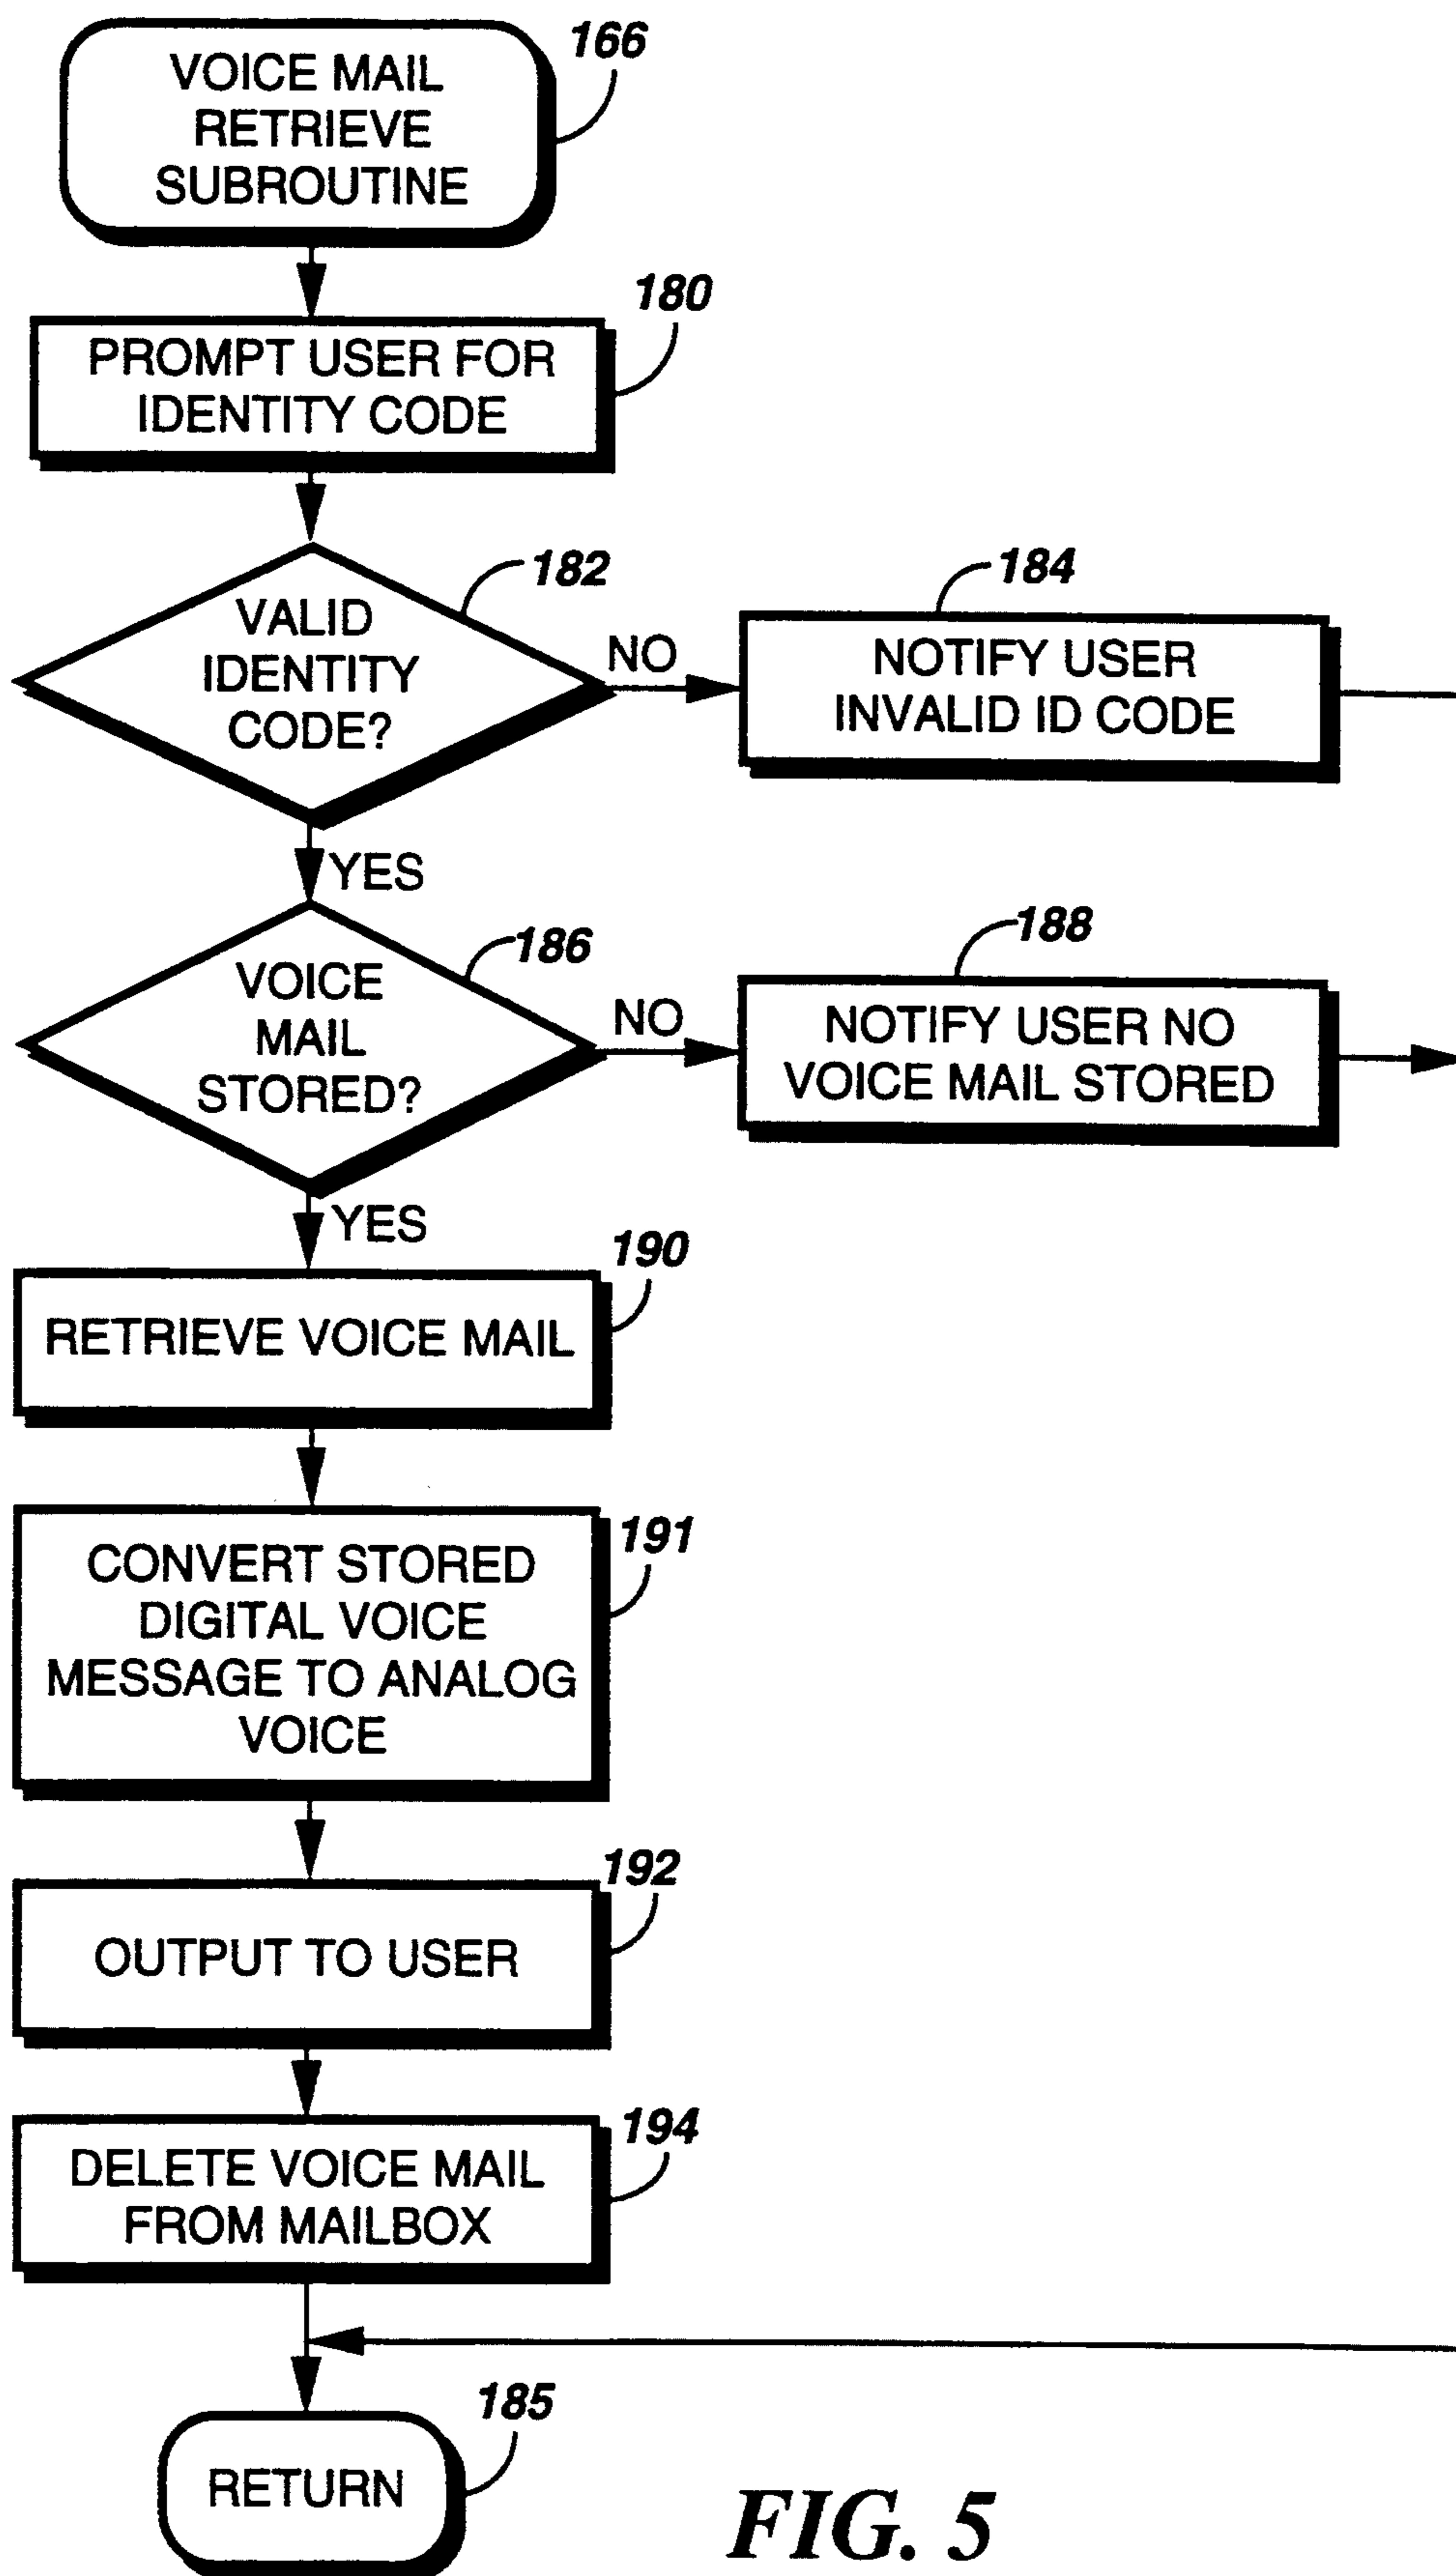 VOICE MAIL
RETRIEVE
SUBROUTINE
166
PROMPT USER FOR
IDENTITY CODE
180
VALID
IDENTITY
CODE?
182
NO
NOTIFY USER
INVALID ID CODE
184
YES
VOICE
MAIL
STORED?
186
NO
NOTIFY USER NO
VOICE MAIL STORED
188
YES
RETRIEVE VOICE MAIL
190
CONVERT STORED
DIGITAL VOICE
MESSAGE TO ANALOG
VOICE
191
OUTPUT TO USER
192
DELETE VOICE MAIL
FROM MAILBOX
194
RETURN
185
FIG. 5